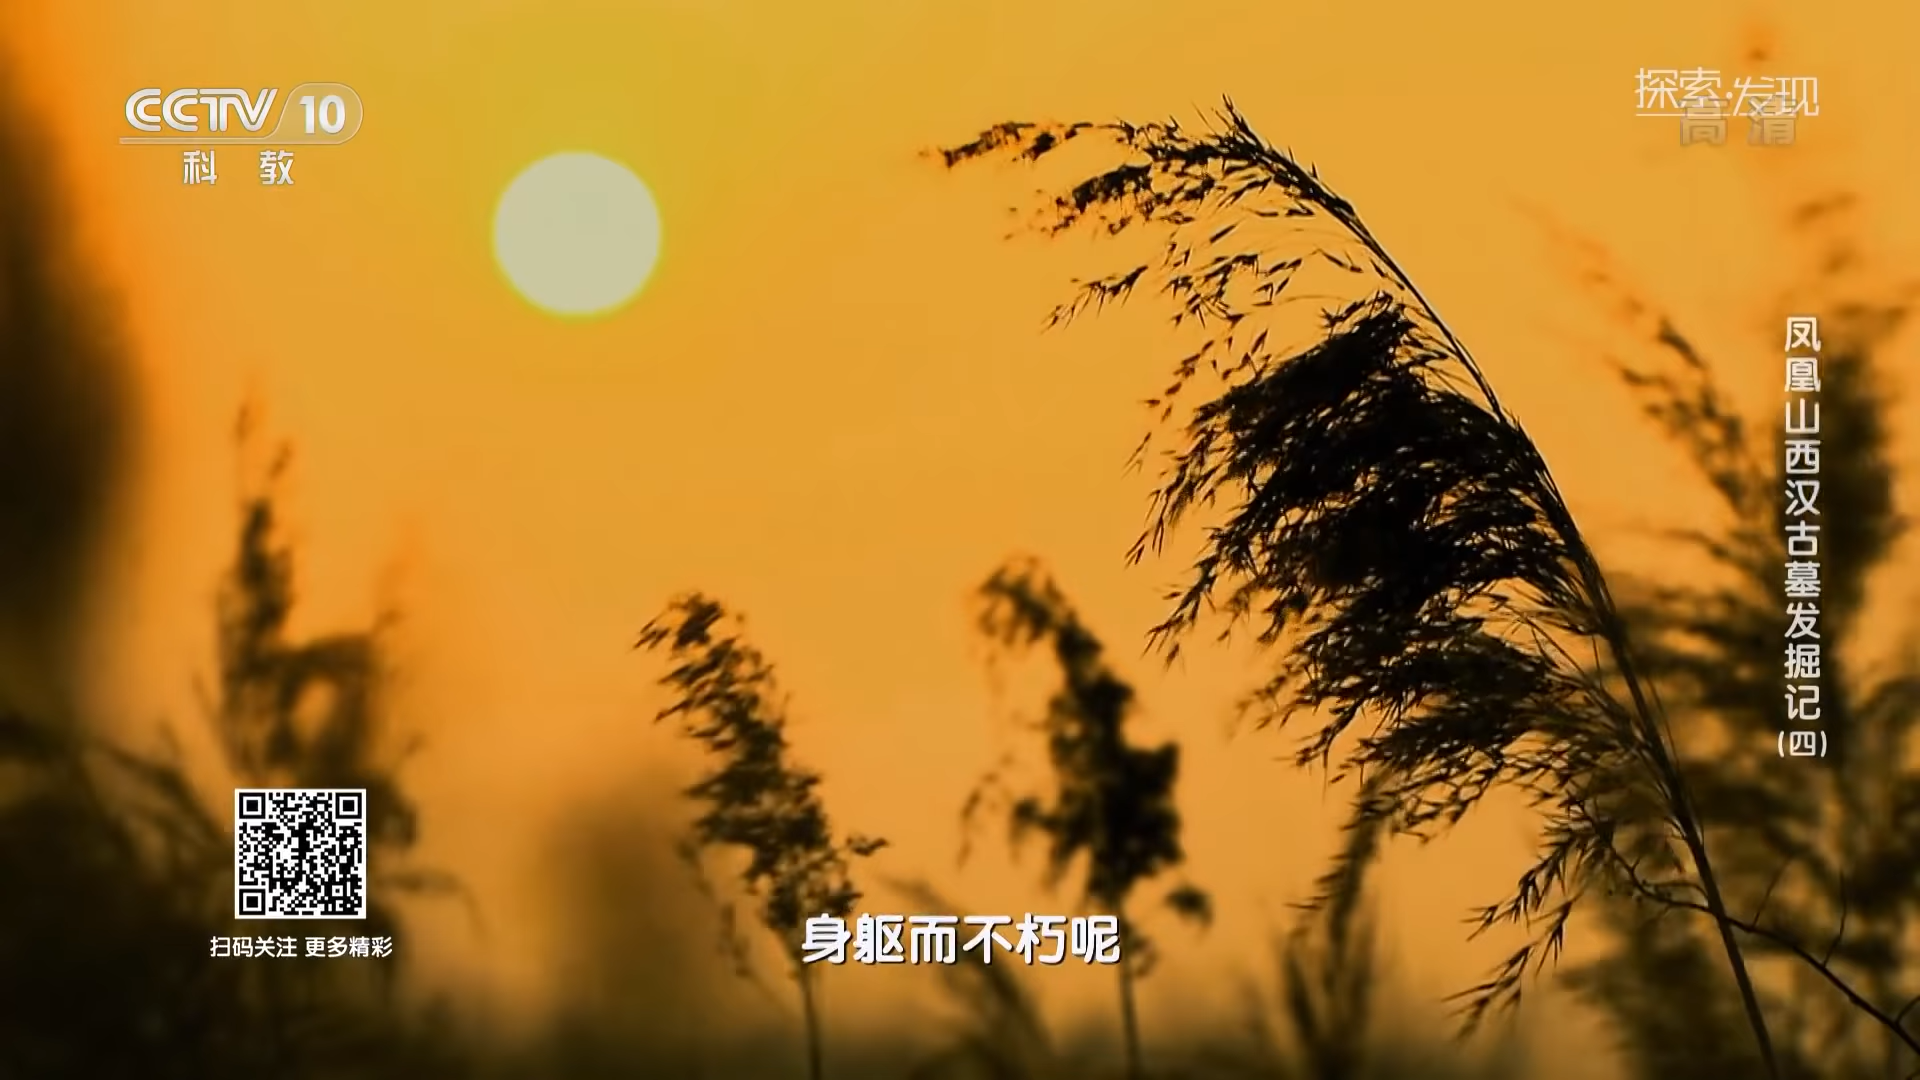 CCTV 10
科 教
探索·发现
高清
凤凰山西汉古墓发掘记(四)
身躯而不朽呢
扫码关注 更多精彩